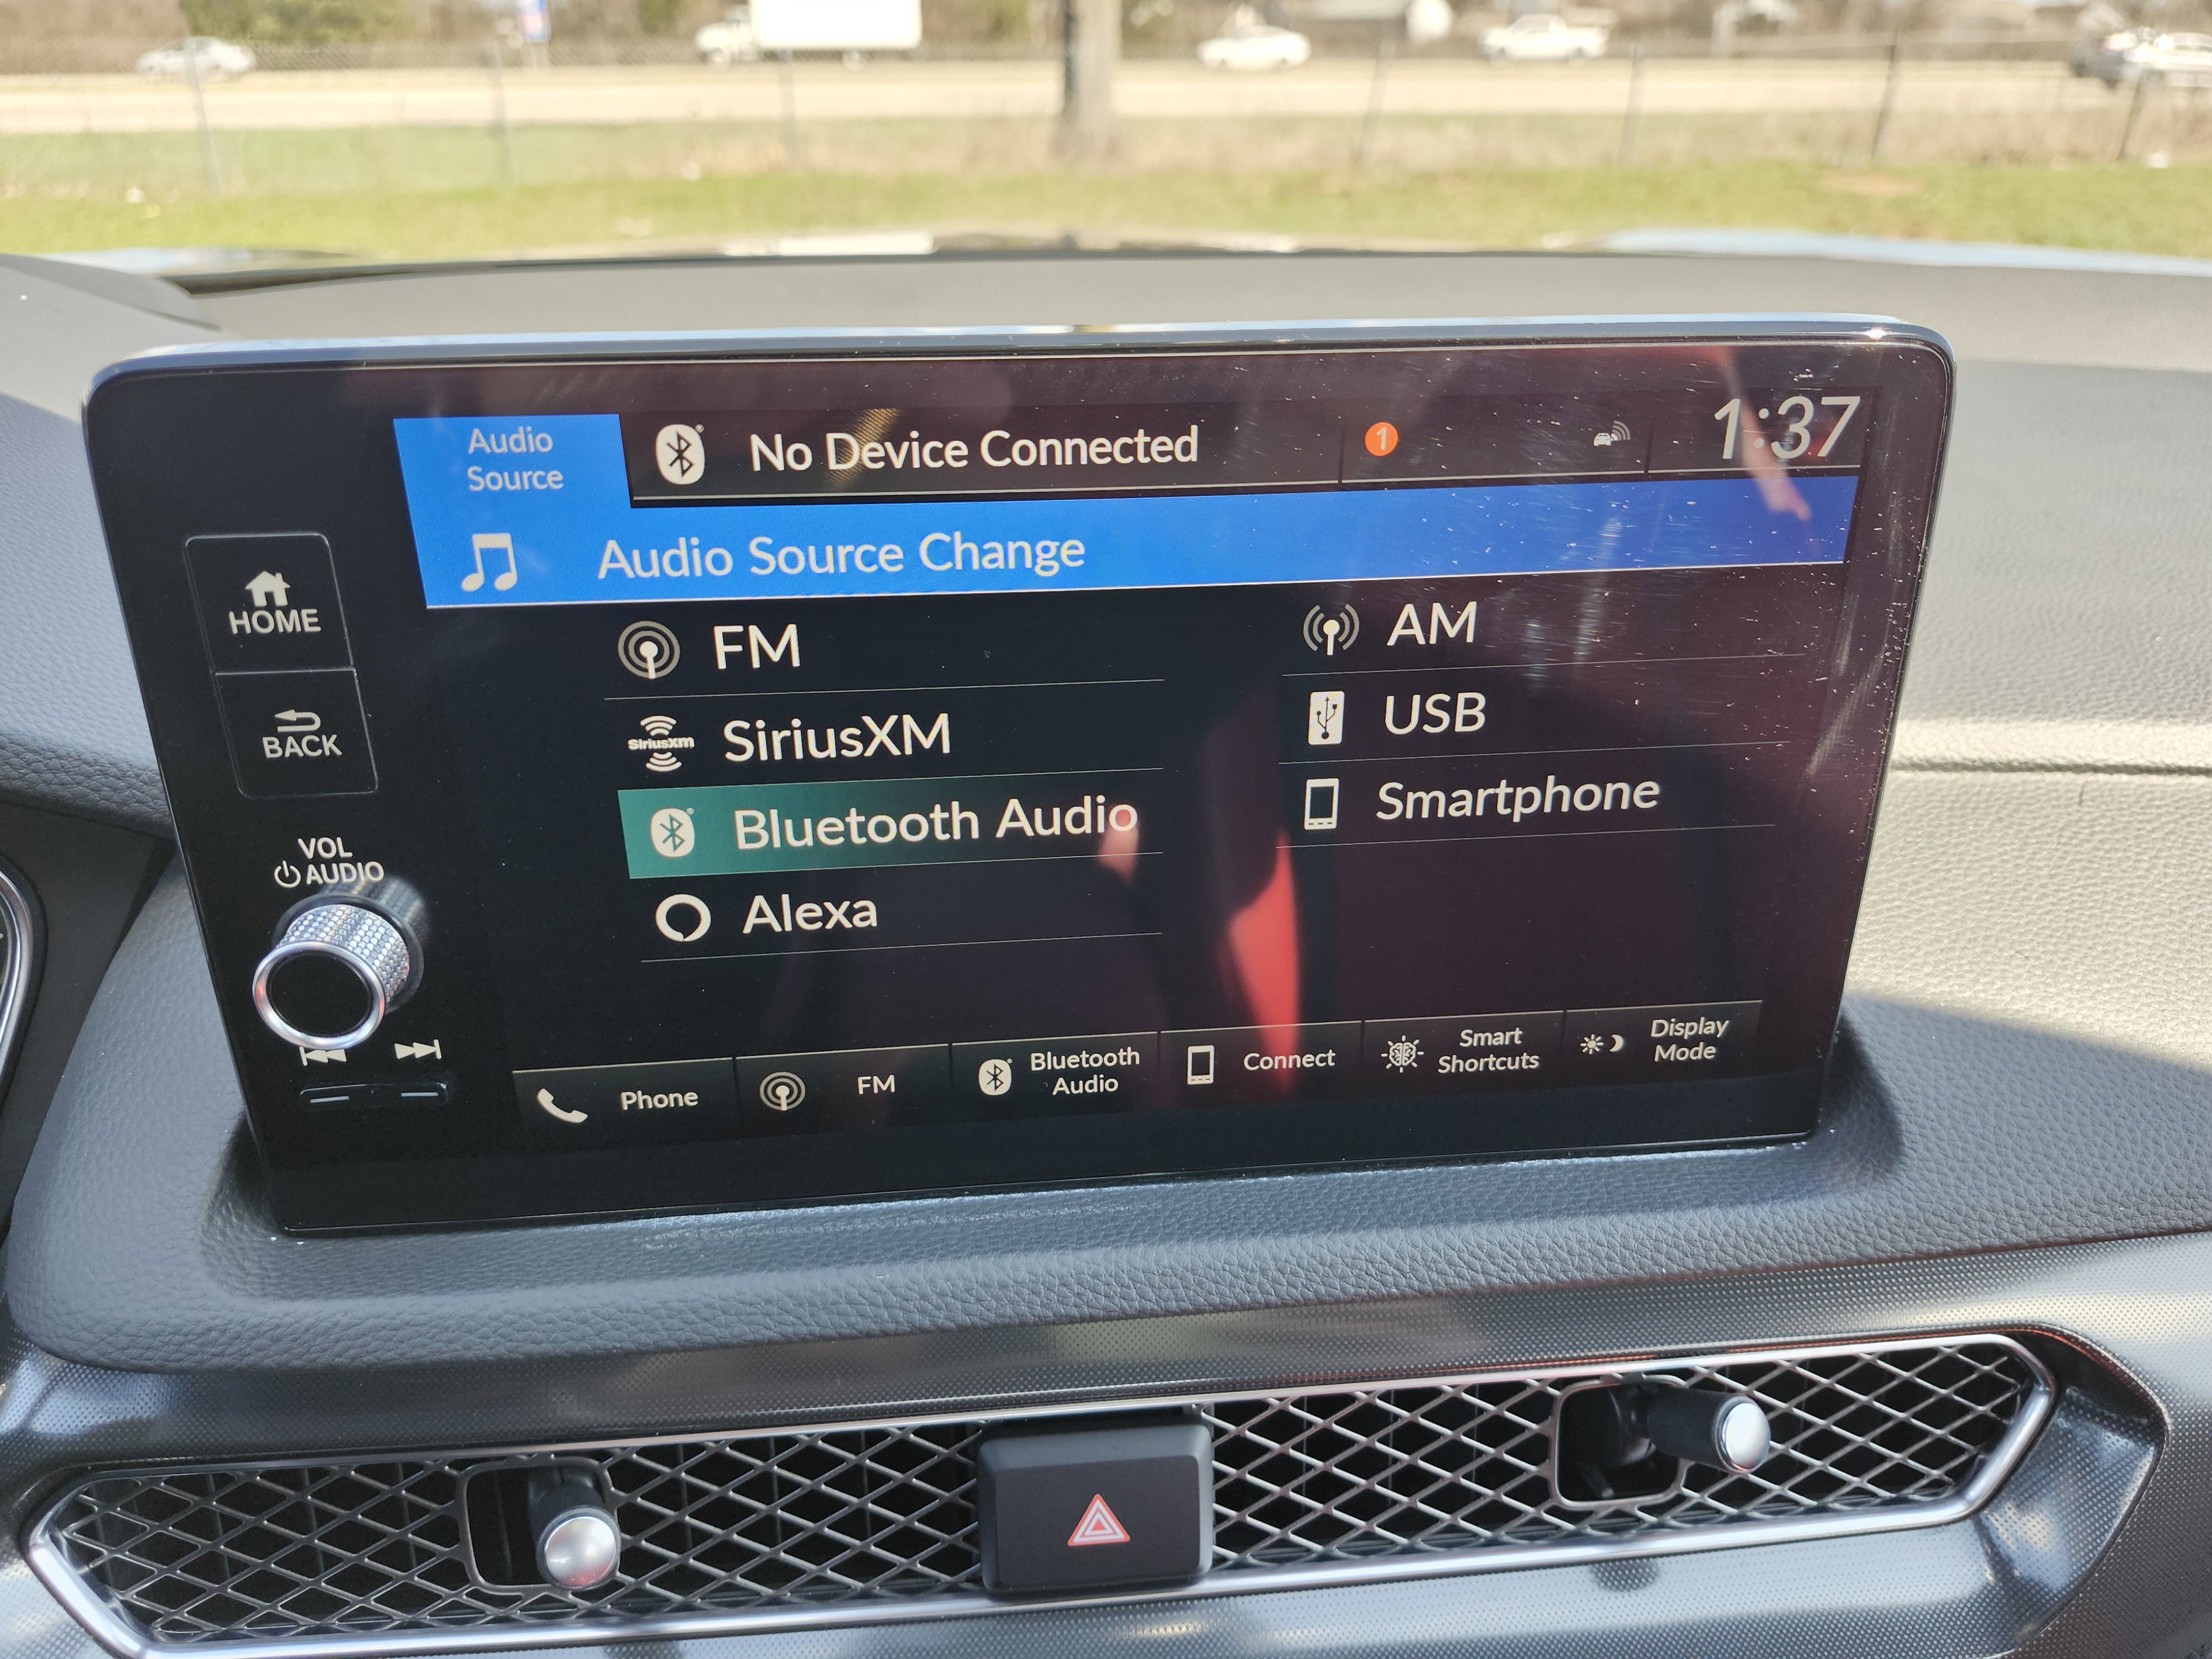 Audio
Source
No Device Connected
1
1:37
Audio Source Change
HOME
BACK
VOL
AUDIO
FM
AM
SiriusXm
SiriusXM
USB
Bluetooth Audio
Smartphone
Alexa
Phone
FM
Bluetooth
Audio
Connect
Smart
Shortcuts
Display
Mode